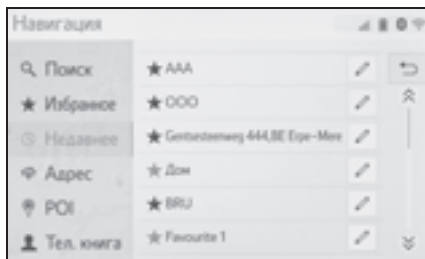 Навигация
Поиск
Избранное
Недавнее
Адрес
POI
Тел. книга
AAA
OOO
Gentsesteenweg 444,BE Erpe-Mere
Дом
BRU
Favourite 1